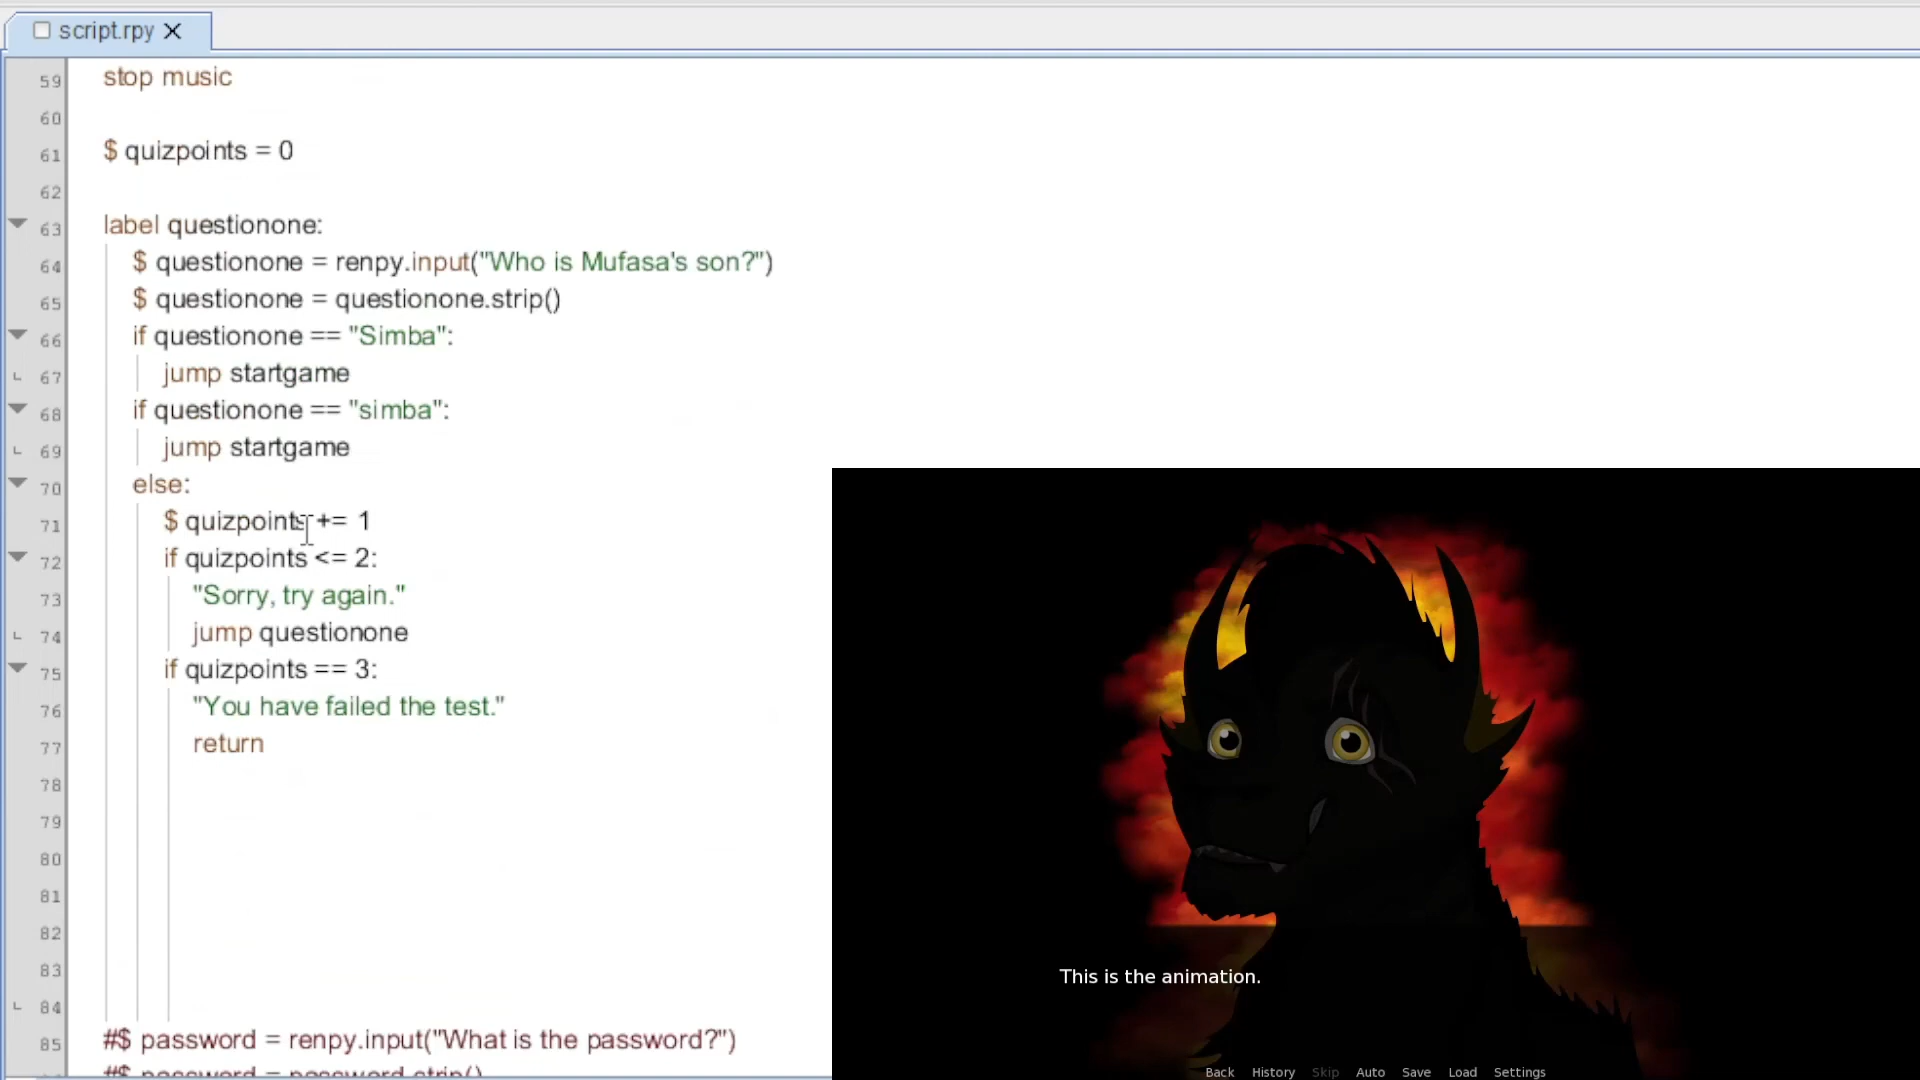 script.rpy
59 stop music
60
61 $ quizpoints = 0
62
63 label questionone:
64 $ questionone = renpy.input("Who is Mufasa's son?")
65 $ questionone = questionone.strip()
66 if questionone == "Simba":
67 jump startgame
68 if questionone == "simba":
69 jump startgame
70 else:
71 $ quizpoints += 1
72 if quizpoints <= 2:
73 "Sorry, try again."
74 jump questionone
75 if quizpoints == 3:
76 "You have failed the test."
77 return
78
79
80
81
82
83
84
85 #$ password = renpy.input("What is the password?")
#$ password = password.strip()
This is the animation.
Back History Skip Auto Save Load Settings